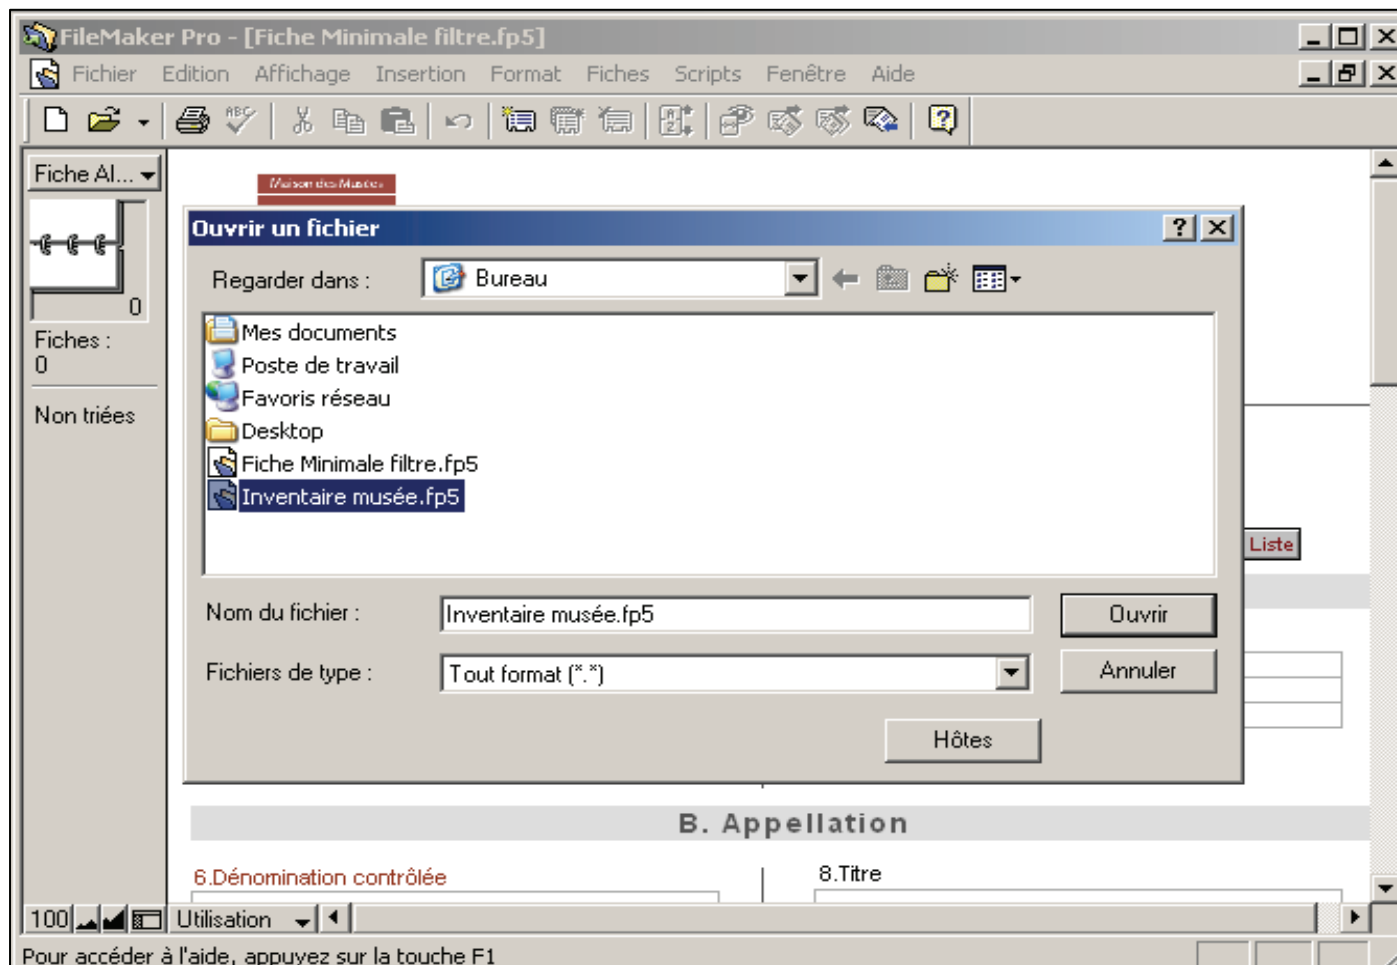 FileMaker Pro - [Fiche Minimale filtre.fp5]
Fichier Edition Affichage Insertion Format Fiches Scripts Fenêtre Aide
Fiche Al...
Maison des Musées
0
Fiches :
0
Non triées
Ouvrir un fichier
Regarder dans :
Bureau
Mes documents
Poste de travail
Favoris réseau
Desktop
Fiche Minimale filtre.fp5
Inventaire musée.fp5
Liste
Nom du fichier :
Inventaire musée.fp5
Ouvrir
Fichiers de type :
Tout format (*.*)
Annuler
Hôtes
B. Appellation
6.Dénomination contrôlée
8.Titre
100
Utilisation
Pour accéder à l'aide, appuyez sur la touche F1